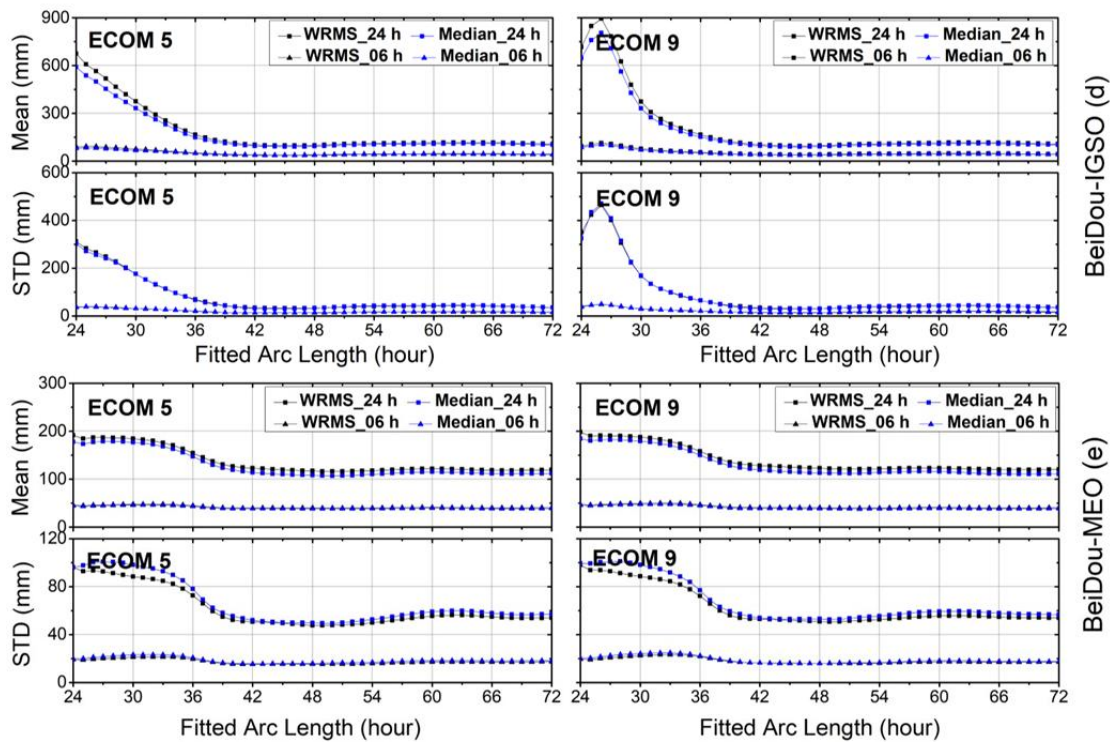 ECOM 5
WRMS_24 h Median_24 h
WRMS_06 h Median_06 h
Mean (mm)
900
600
300
0
ECOM 9
WRMS_24 h Median_24 h
WRMS_06 h Median_06 h
ECOM 5
STD (mm)
600
400
200
0
24 30 36 42 48 54 60 66 72
Fitted Arc Length (hour)
ECOM 9
24 30 36 42 48 54 60 66 72
Fitted Arc Length (hour)
BeiDou-IGSO (d)
ECOM 5
WRMS_24 h Median_24 h
WRMS_06 h Median_06 h
Mean (mm)
300
200
100
0
ECOM 9
WRMS_24 h Median_24 h
WRMS_06 h Median_06 h
ECOM 5
STD (mm)
120
80
40
0
24 30 36 42 48 54 60 66 72
Fitted Arc Length (hour)
ECOM 9
24 30 36 42 48 54 60 66 72
Fitted Arc Length (hour)
BeiDou-MEO (e)